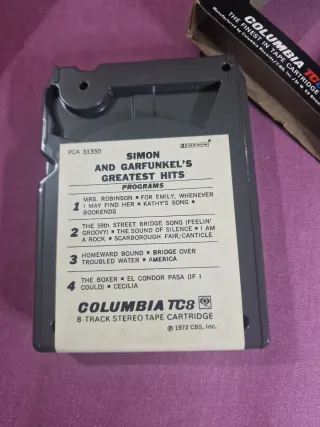 COLUMBIA TC
THE FINEST IN TAPE CARTRIDGE
PCA 31350
SIMON
AND GARFUNKEL'S
GREATEST HITS
PROGRAMS
1 MRS. ROBINSON ▪ FOR EMILY, WHENEVER
I MAY FIND HER ▪ KATHY'S SONG ▪
BOOKENDS
2 THE 59th STREET BRIDGE SONG (FEELIN'
GROOVY) ▪ THE SOUND OF SILENCE ▪ I AM
A ROCK ▪ SCARBOROUGH FAIR/CANTICLE
3 HOMEWARD BOUND ▪ BRIDGE OVER
TROUBLED WATER ▪ AMERICA
4 THE BOXER ▪ EL CONDOR PASA (IF I
COULD) ▪ CECILIA
COLUMBIA TC8
8-TRACK STEREO TAPE CARTRIDGE
℗ 1972 CBS, Inc.